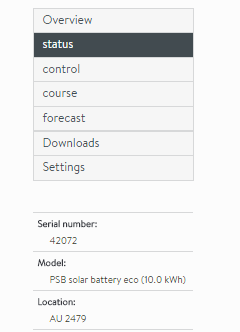 Overview
status
control
course
forecast
Downloads
Settings
Serial number:
42072
Model:
PSB solar battery eco (10.0 kWh)
Location:
AU 2479